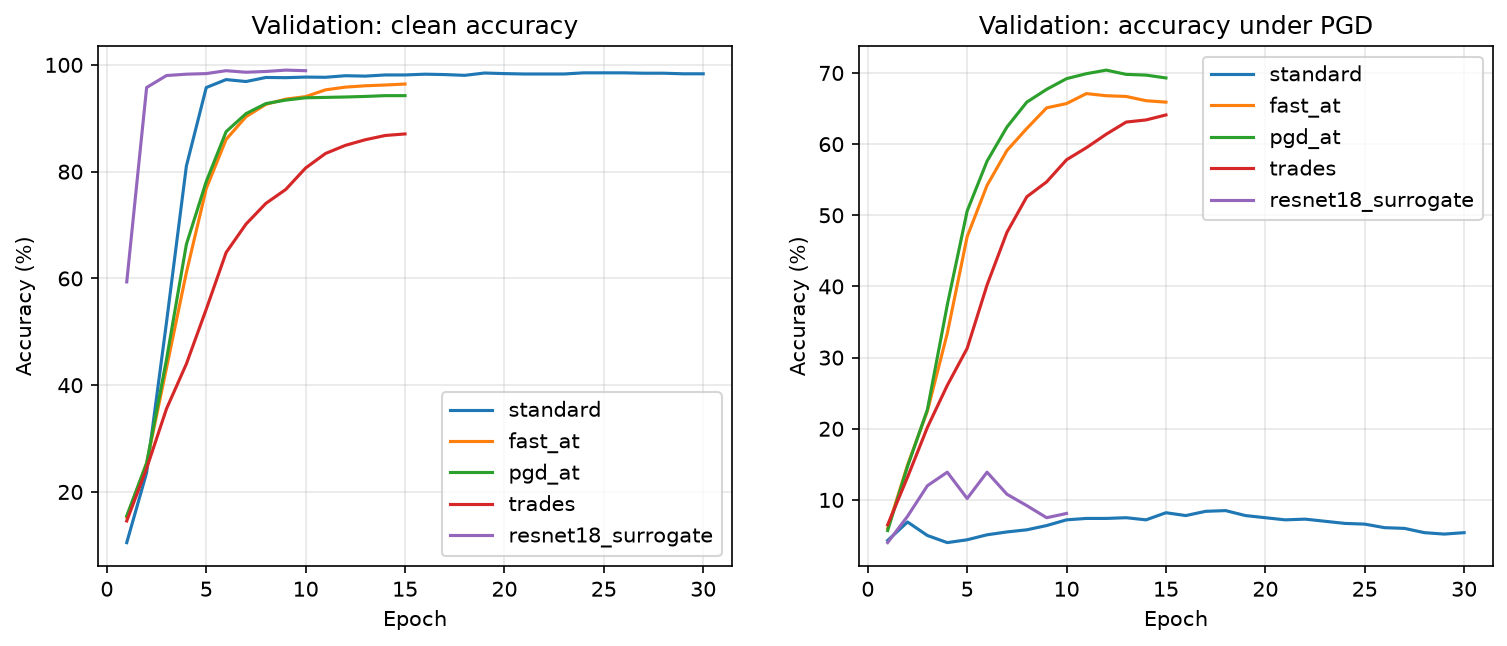 Validation: clean accuracy
Accuracy (%)
100
80
60
40
20
0
5
10
15
20
25
30
Epoch
standard
fast_at
pgd_at
trades
resnet18_surrogate
Validation: accuracy under PGD
Accuracy (%)
70
60
50
40
30
20
10
0
5
10
15
20
25
30
Epoch
standard
fast_at
pgd_at
trades
resnet18_surrogate